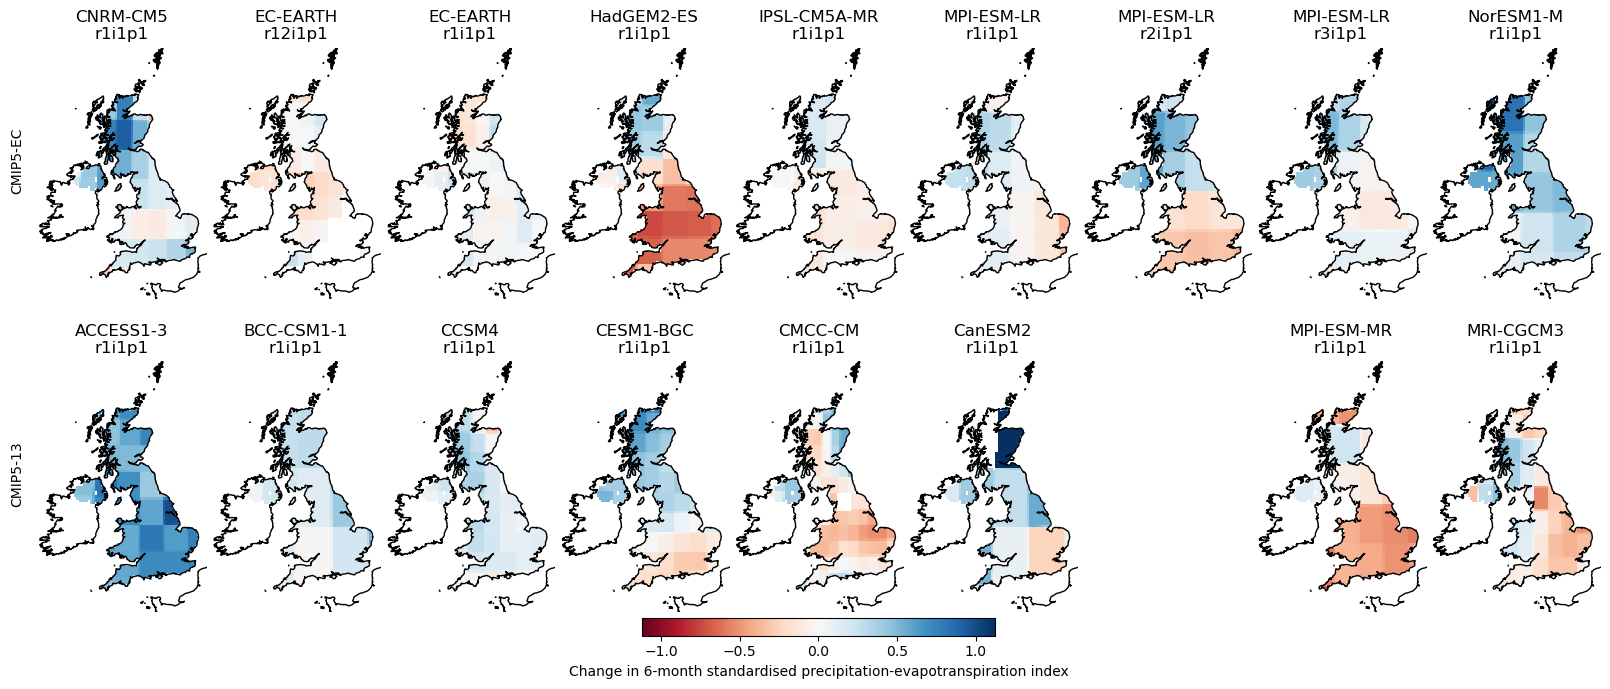 CNRM-CM5 EC-EARTH EC-EARTH HadGEM2-ES IPSL-CM5A-MR MPI-ESM-LR MPI-ESM-LR MPI-ESM-LR NorESM1-M
r1i1p1 r12i1p1 r1i1p1 r1i1p1 r1i1p1 r1i1p1 r2i1p1 r3i1p1 r1i1p1
CMIP5-EC
ACCESS1-3 BCC-CSM1-1 CCSM4 CESM1-BGC CMCC-CM CanESM2 MPI-ESM-MR MRI-CGCM3
r1i1p1 r1i1p1 r1i1p1 r1i1p1 r1i1p1 r1i1p1 r1i1p1 r1i1p1
CMIP5-13
−1.0 −0.5 0.0 0.5 1.0
Change in 6-month standardised precipitation-evapotranspiration index